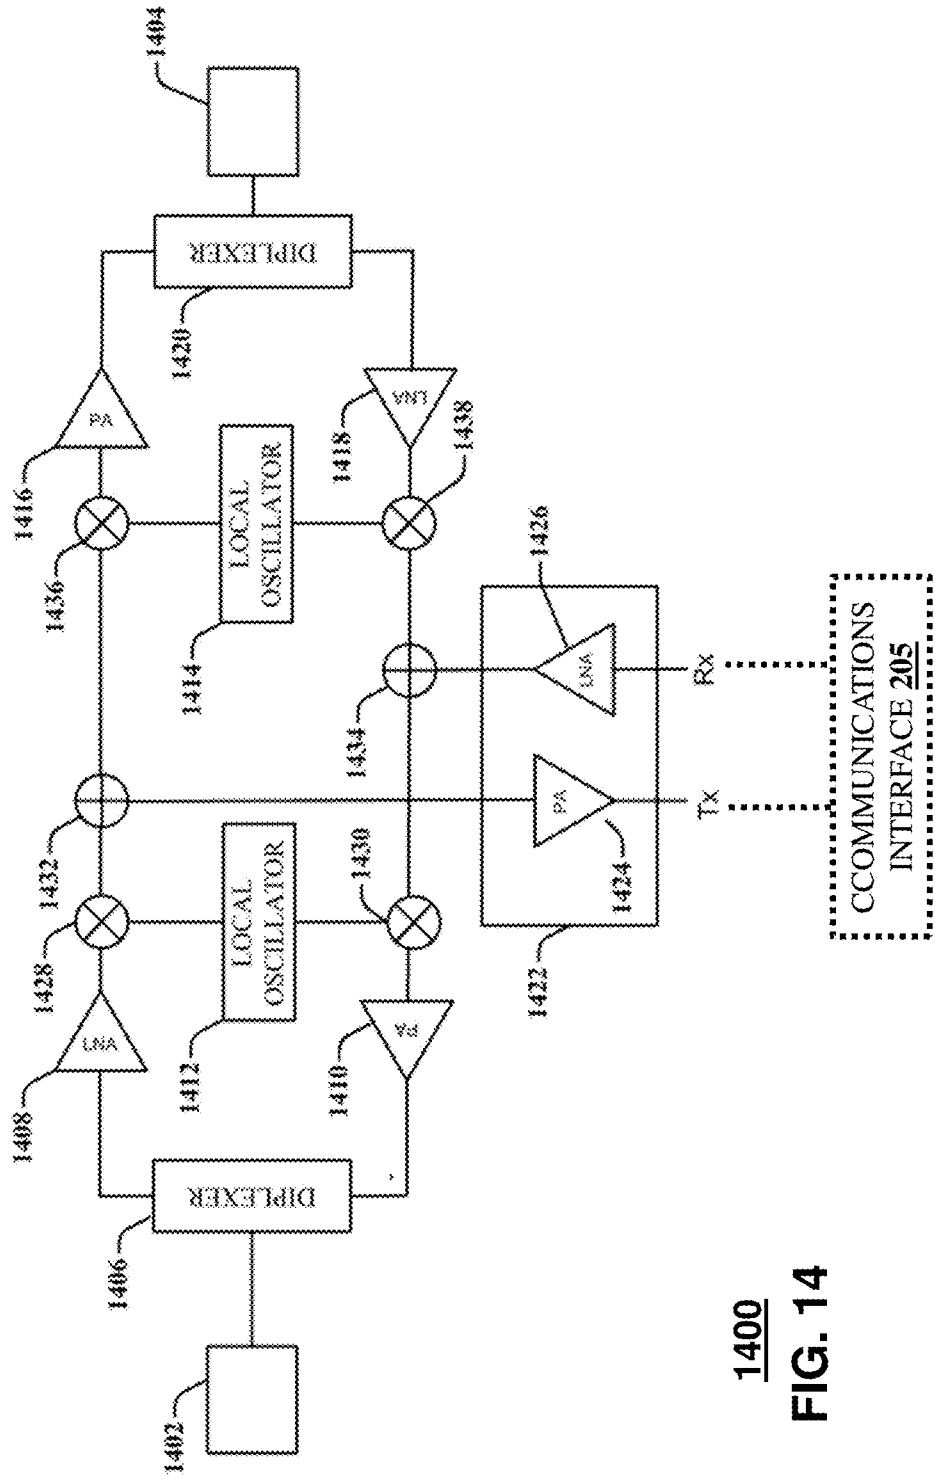 1402
1406
DIPLEXER
1408
LNA
1428
1432
1436
1416
PA
1412
LOCAL
OSCILLATOR
1414
LOCAL
OSCILLATOR
1420
DIPLEXER
1404
1410
PA
1430
1434
1438
1418
LNA
1422
1424
PA
1426
LNA
Tx
Rx
CCOMMUNICATIONS
INTERFACE 205
1400
FIG. 14